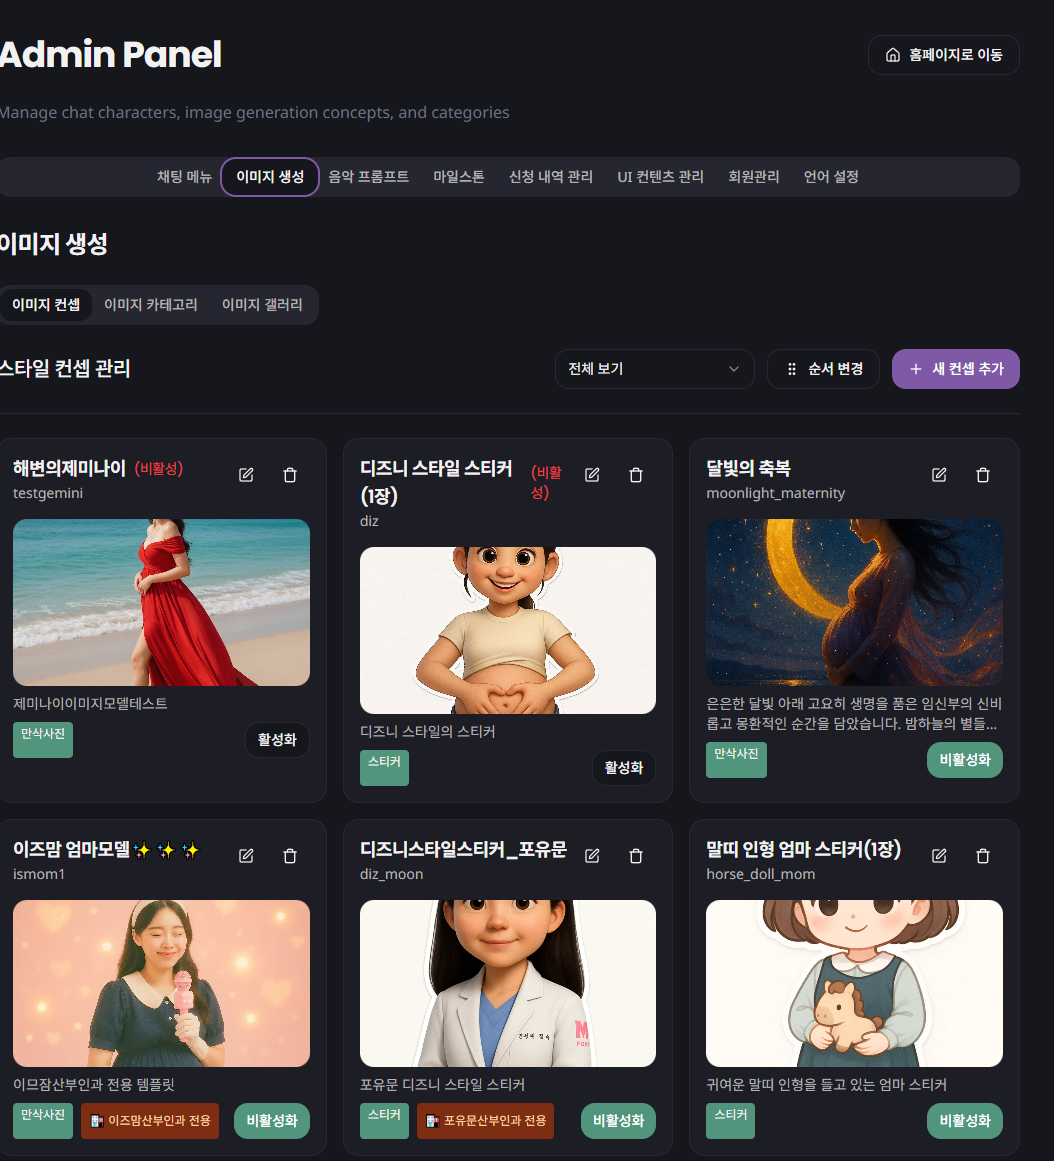 Admin Panel
홈페이지로 이동
Manage chat characters, image generation concepts, and categories
채팅 메뉴
이미지 생성
음악 프롬프트
마일스톤
신청 내역 관리
UI 컨텐츠 관리
회원관리
언어 설정
이미지 생성
이미지 컨셉
이미지 카테고리
이미지 갤러리
스타일 컨셉 관리
전체 보기
순서 변경
새 컨셉 추가
해변의제미나이 (비활성)
testgemini
제미나이이미지모델테스트
만삭사진
활성화
디즈니 스타일 스티커
(1장)
(비활
성)
diz
디즈니 스타일의 스티커
스티커
활성화
달빛의 축복
moonlight_maternity
은은한 달빛 아래 고요히 생명을 품은 임신부의 신비
롭고 몽환적인 순간을 담았습니다. 밤하늘의 별들...
만삭사진
비활성화
이즈맘 엄마모델✨ ✨ ✨
ismom1
이므잠산부인과 전용 템플릿
만삭사진
이즈맘산부인과 전용
비활성화
디즈니스타일스티커_포유문
diz_moon
포유문 디즈니 스타일 스티커
스티커
포유문산부인과 전용
비활성화
말띠 인형 엄마 스티커(1장)
horse_doll_mom
귀여운 말띠 인형을 들고 있는 엄마 스티커
스티커
비활성화